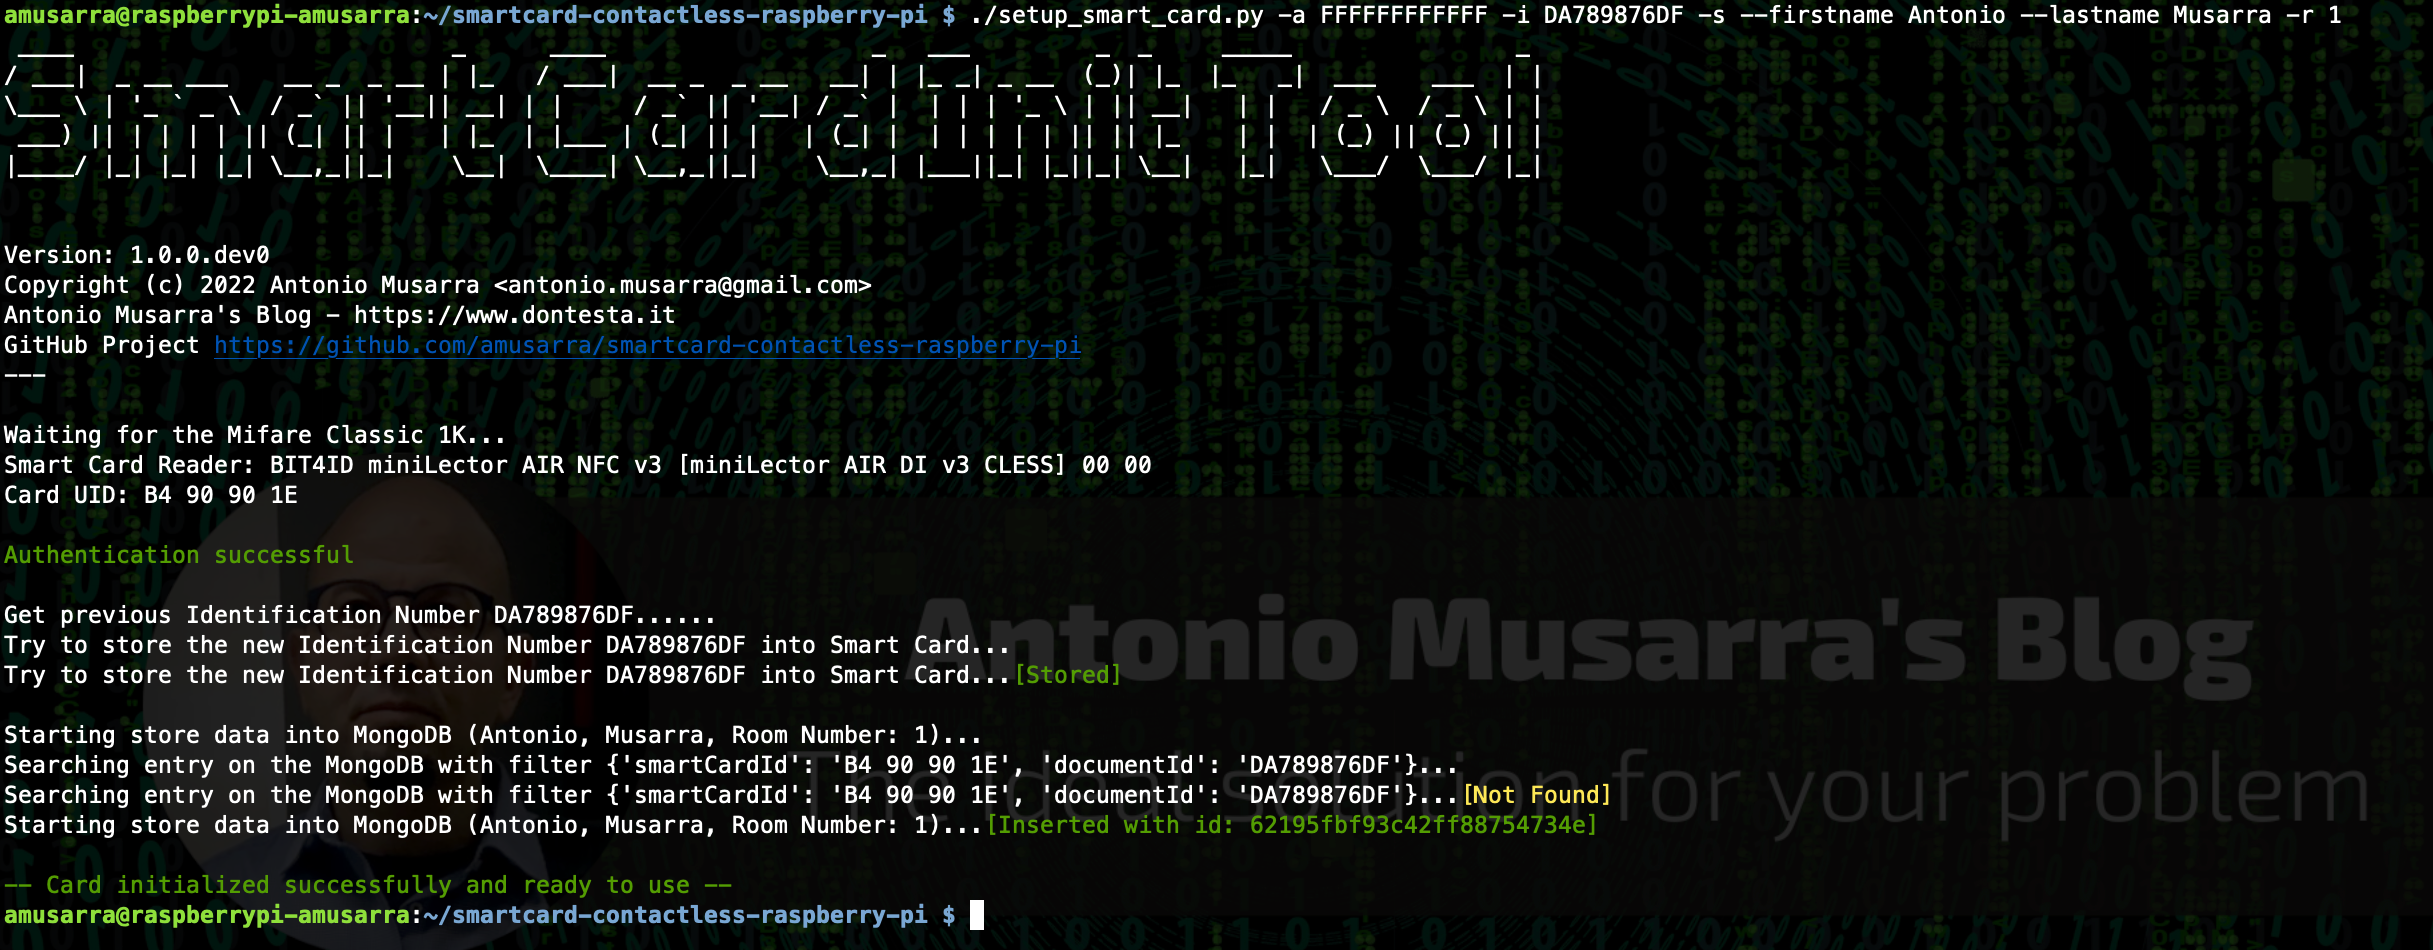 amusarra@raspberrypi-amusarra:~/smartcard-contactless-raspberry-pi $ ./setup_smart_card.py -a FFFFFFFFFFFF -i DA789876DF -s --firstname Antonio --lastname Musarra -r 1
Smart Card Init Tool
Version: 1.0.0.dev0
Copyright (c) 2022 Antonio Musarra <antonio.musarra@gmail.com>
Antonio Musarra's Blog – https://www.dontesta.it
GitHub Project https://github.com/amusarra/smartcard-contactless-raspberry-pi
---
Waiting for the Mifare Classic 1K...
Smart Card Reader: BIT4ID miniLector AIR NFC v3 [miniLector AIR DI v3 CLESS] 00 00
Card UID: B4 90 90 1E
Authentication successful
Get previous Identification Number DA789876DF......
Try to store the new Identification Number DA789876DF into Smart Card...
Try to store the new Identification Number DA789876DF into Smart Card...[Stored]
Starting store data into MongoDB (Antonio, Musarra, Room Number: 1)...
Searching entry on the MongoDB with filter {'smartCardId': 'B4 90 90 1E', 'documentId': 'DA789876DF'}...
Searching entry on the MongoDB with filter {'smartCardId': 'B4 90 90 1E', 'documentId': 'DA789876DF'}...[Not Found]
Starting store data into MongoDB (Antonio, Musarra, Room Number: 1)...[Inserted with id: 62195fbf93c42ff88754734e]
-- Card initialized successfully and ready to use --
amusarra@raspberrypi-amusarra:~/smartcard-contactless-raspberry-pi $
Antonio Musarra's Blog
The ideal solution for your problem